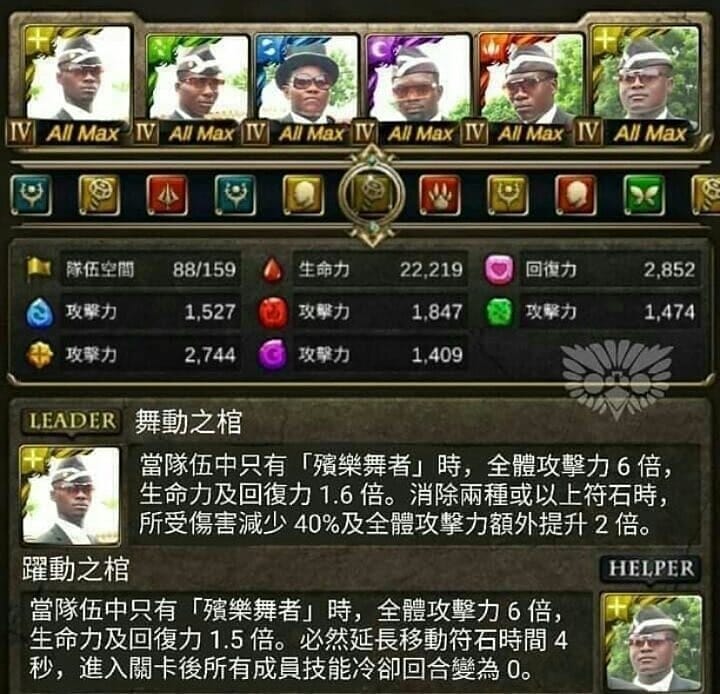 IV All Max IV All Max IV All Max IV All Max IV All Max IV All Max
隊伍空間 88/159 生命力 22,219 回復力 2,852
攻擊力 1,527 攻擊力 1,847 攻擊力 1,474
攻擊力 2,744 攻擊力 1,409
LEADER 舞動之棺
當隊伍中只有「殯樂舞者」時，全體攻擊力 6 倍，
生命力及回復力 1.6 倍。消除兩種或以上符石時，
所受傷害減少 40%及全體攻擊力額外提升 2 倍。
躍動之棺 HELPER
當隊伍中只有「殯樂舞者」時，全體攻擊力 6 倍，
生命力及回復力 1.5 倍。必然延長移動符石時間 4
秒，進入關卡後所有成員技能冷卻回合變為 0。